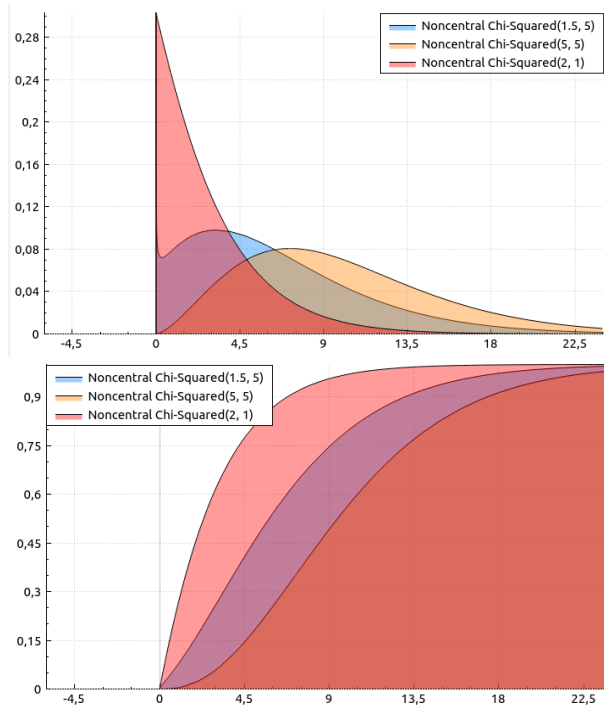 0,28
0,24
0,2
0,16
0,12
0,08
0,04
0
Noncentral Chi-Squared(1.5, 5)
Noncentral Chi-Squared(5, 5)
Noncentral Chi-Squared(2, 1)
-4,5 0 4,5 9 13,5 18 22,5
Noncentral Chi-Squared(1.5, 5)
Noncentral Chi-Squared(5, 5)
Noncentral Chi-Squared(2, 1)
0,9
0,75
0,6
0,45
0,3
0,15
0
-4,5 0 4,5 9 13,5 18 22,5